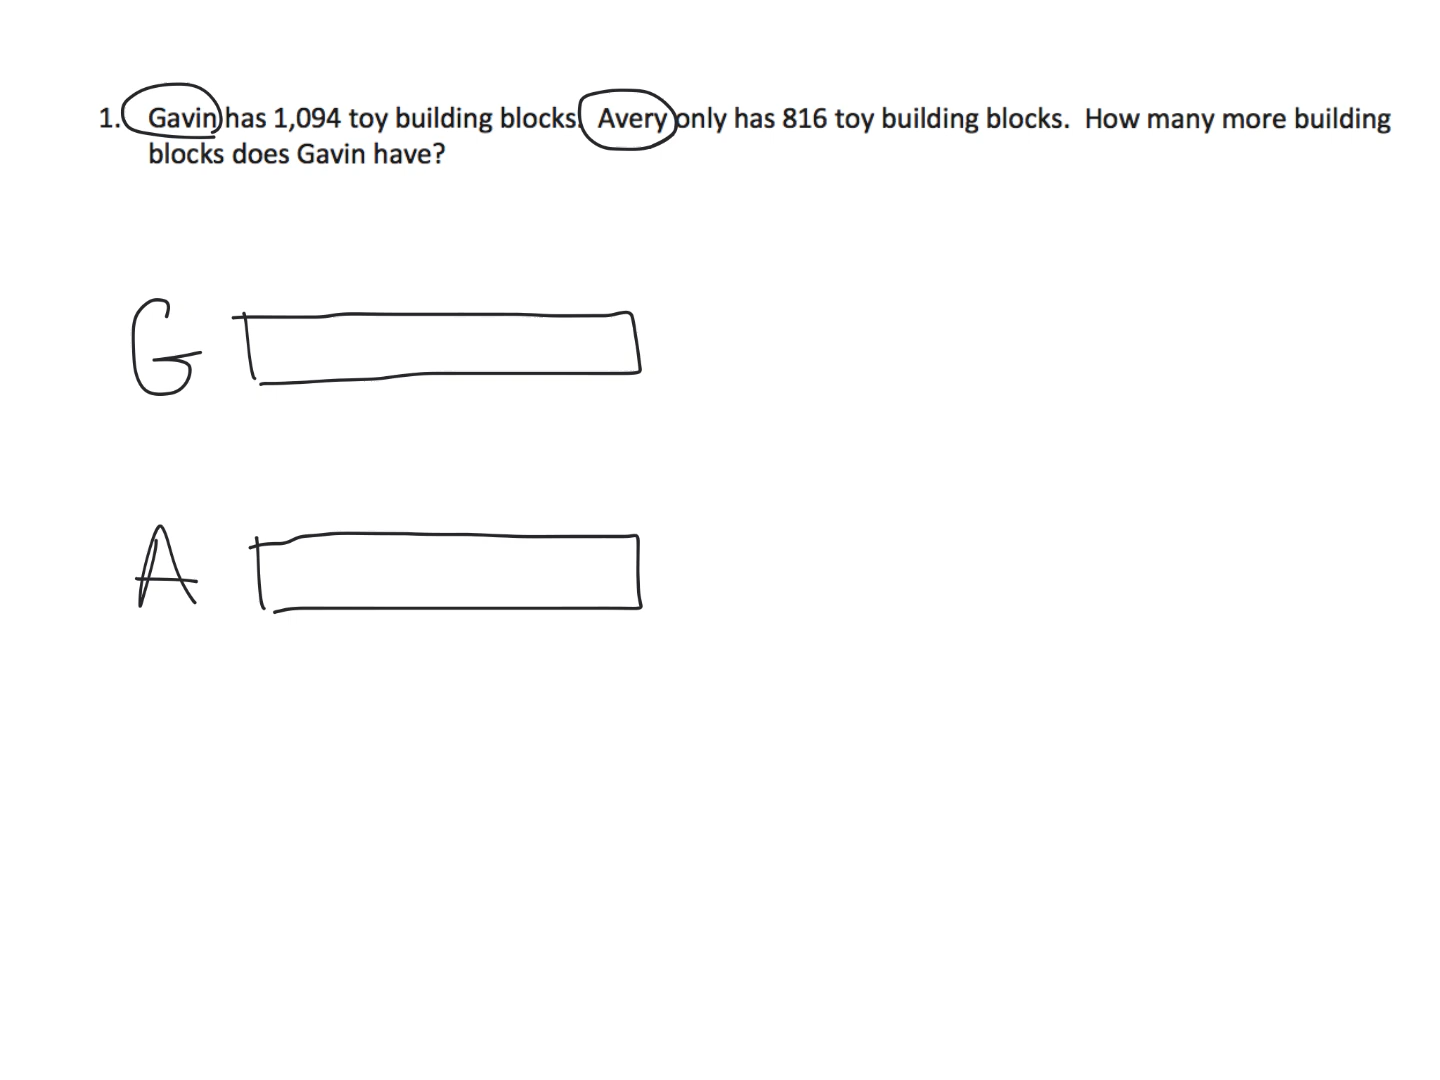 1. Gavin has 1,094 toy building blocks. Avery only has 816 toy building blocks. How many more building
blocks does Gavin have?
G
A